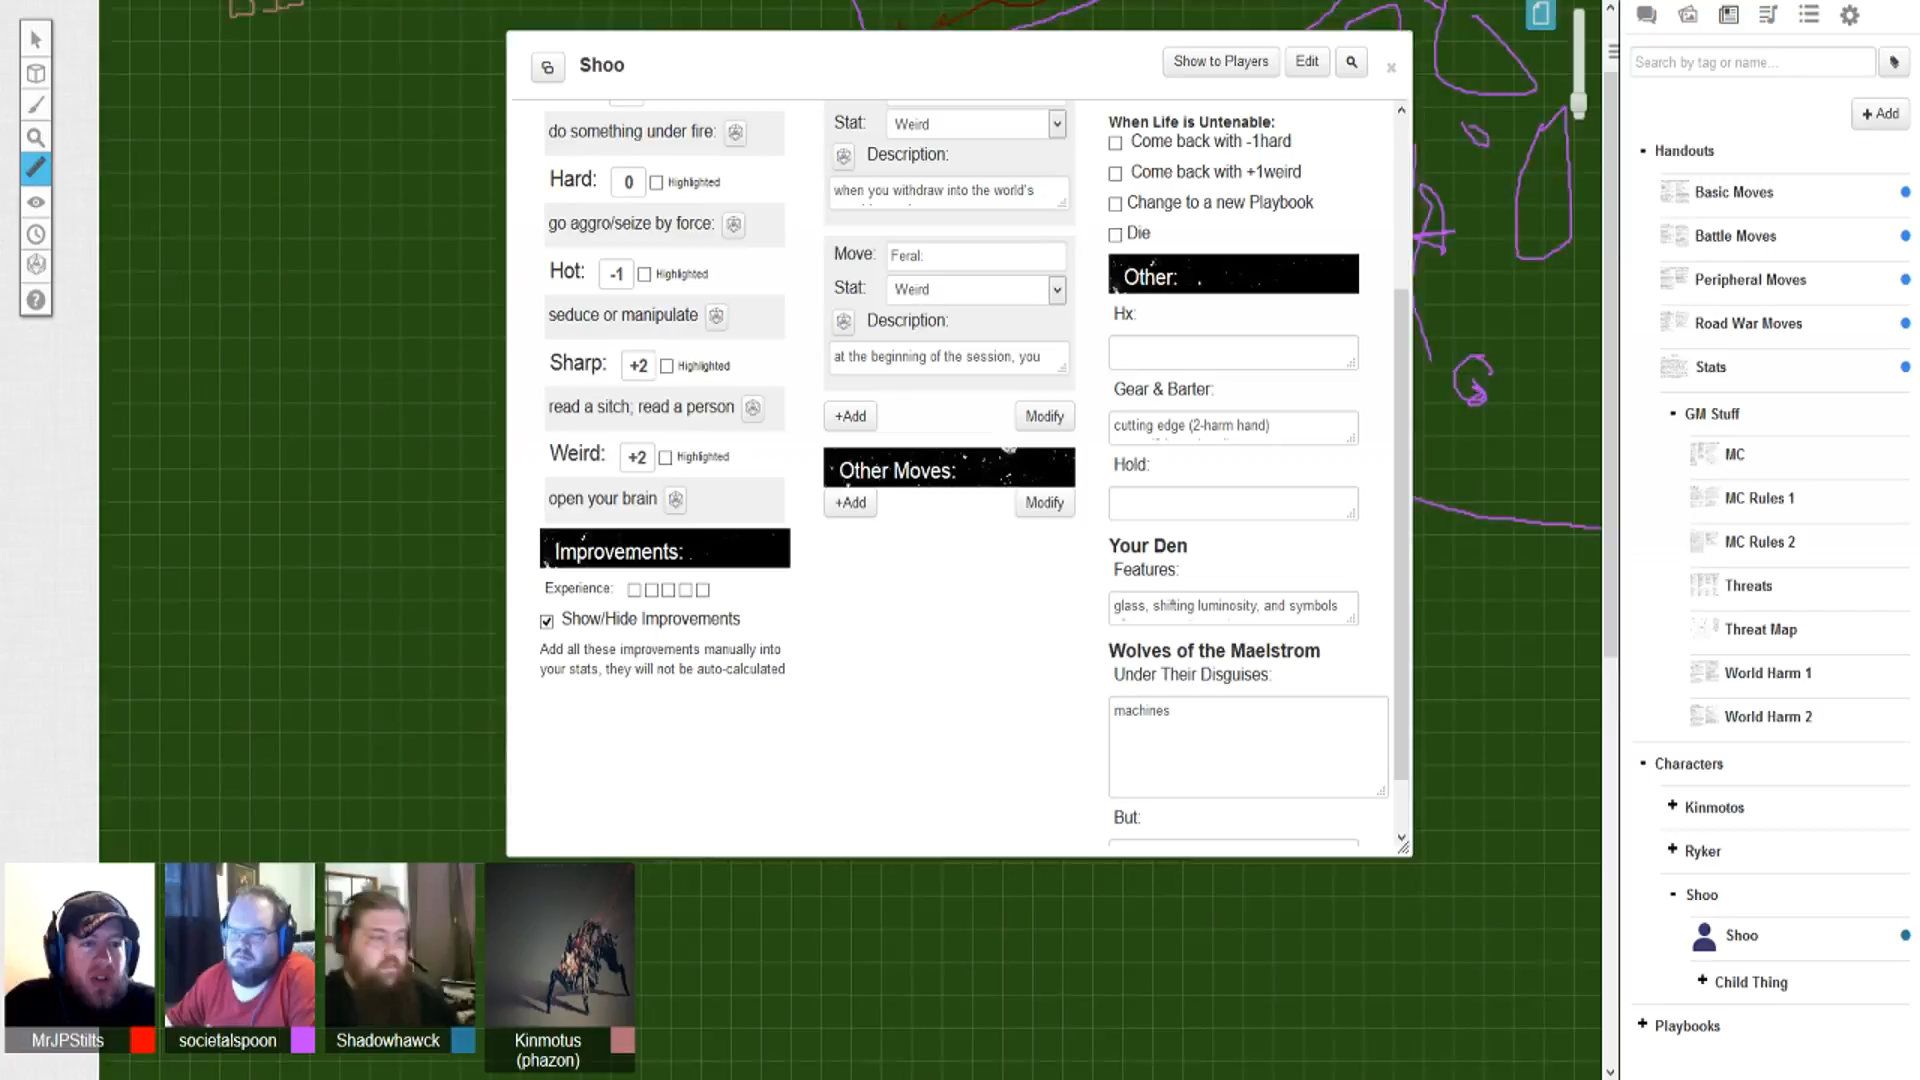 Shoo
Show to Players
Edit
do something under fire:
Hard:
0
Highlighted
go aggro/seize by force:
Hot:
-1
Highlighted
seduce or manipulate
Sharp:
+2
Highlighted
read a sitch; read a person
Weird:
+2
Highlighted
open your brain
Improvements:
Experience:
Show/Hide Improvements
Add all these improvements manually into
your stats, they will not be auto-calculated
Stat:
Weird
Description:
when you withdraw into the world's
Move:
Feral:
Stat:
Weird
Description:
at the beginning of the session, you
+Add
Modify
Other Moves:
+Add
Modify
When Life is Untenable:
Come back with -1hard
Come back with +1weird
Change to a new Playbook
Die
Other:
Hx:
Gear & Barter:
cutting edge (2-harm hand)
Hold:
Your Den
Features:
glass, shifting luminosity, and symbols
Wolves of the Maelstrom
Under Their Disguises:
machines
But:
Search by tag or name...
+ Add
Handouts
Basic Moves
Battle Moves
Peripheral Moves
Road War Moves
Stats
GM Stuff
MC
MC Rules 1
MC Rules 2
Threats
Threat Map
World Harm 1
World Harm 2
Characters
Kinmotos
Ryker
Shoo
Shoo
Child Thing
Playbooks
MrJPStilts
societalspoon
Shadowhawck
Kinmotus
(phazon)